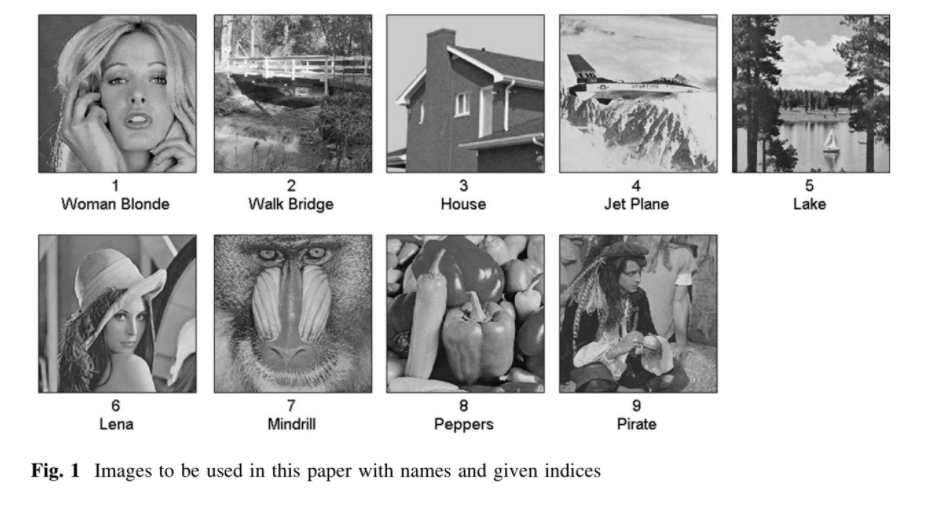 1 2 3 4 5
Woman Blonde Walk Bridge House Jet Plane Lake
6 7 8 9
Lena Mindrill Peppers Pirate
Fig. 1 Images to be used in this paper with names and given indices